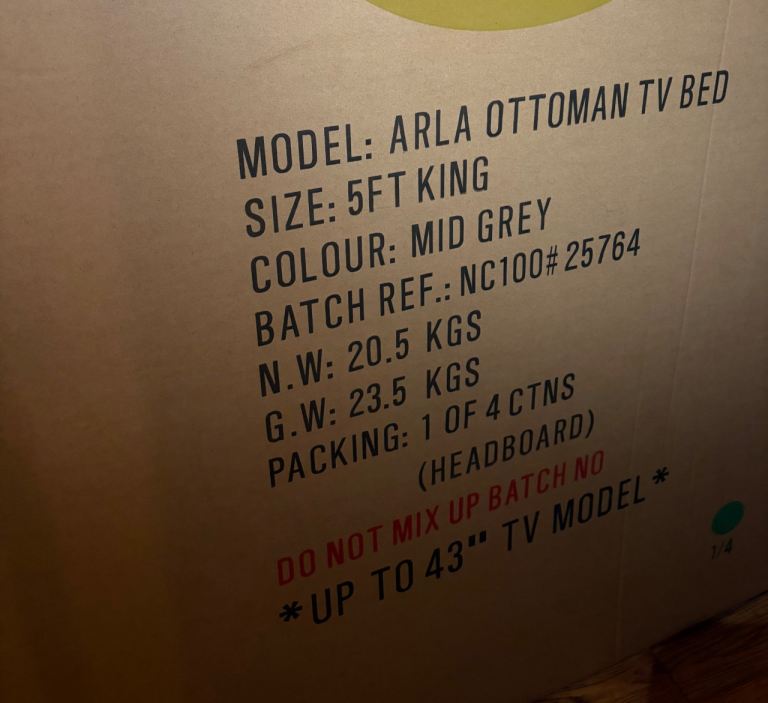 MODEL: ARLA OTTOMAN TV BED
SIZE: 5FT KING
COLOUR: MID GREY
BATCH REF.: NC100# 25764
N.W: 20.5 KGS
G.W: 23.5 KGS
PACKING: 1 OF 4 CTNS
(HEADBOARD)
DO NOT MIX UP BATCH NO
*UP TO 43" TV MODEL*
1/4